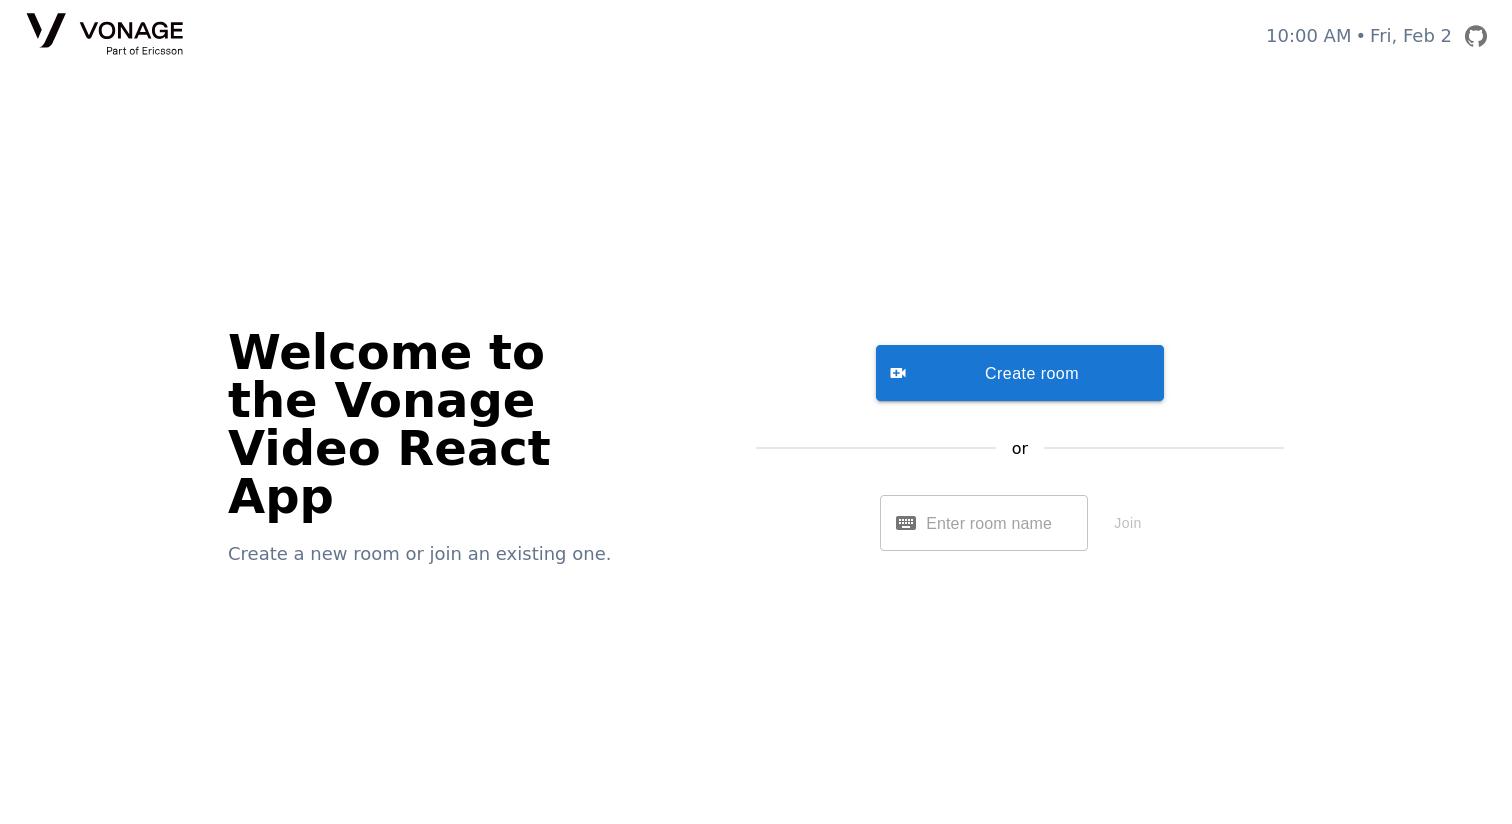 VONAGE
Part of Ericsson
10:00 AM • Fri, Feb 2
Welcome to
the Vonage
Video React
App
Create a new room or join an existing one.
Create room
or
Enter room name
Join